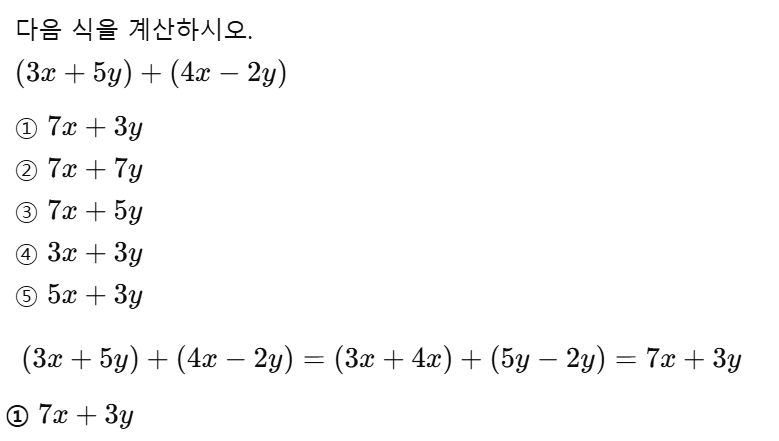 다음 식을 계산하시오.
(3x + 5y) + (4x − 2y)
① 7x + 3y
② 7x + 7y
③ 7x + 5y
④ 3x + 3y
⑤ 5x + 3y
(3x + 5y) + (4x − 2y) = (3x + 4x) + (5y − 2y) = 7x + 3y
① 7x + 3y